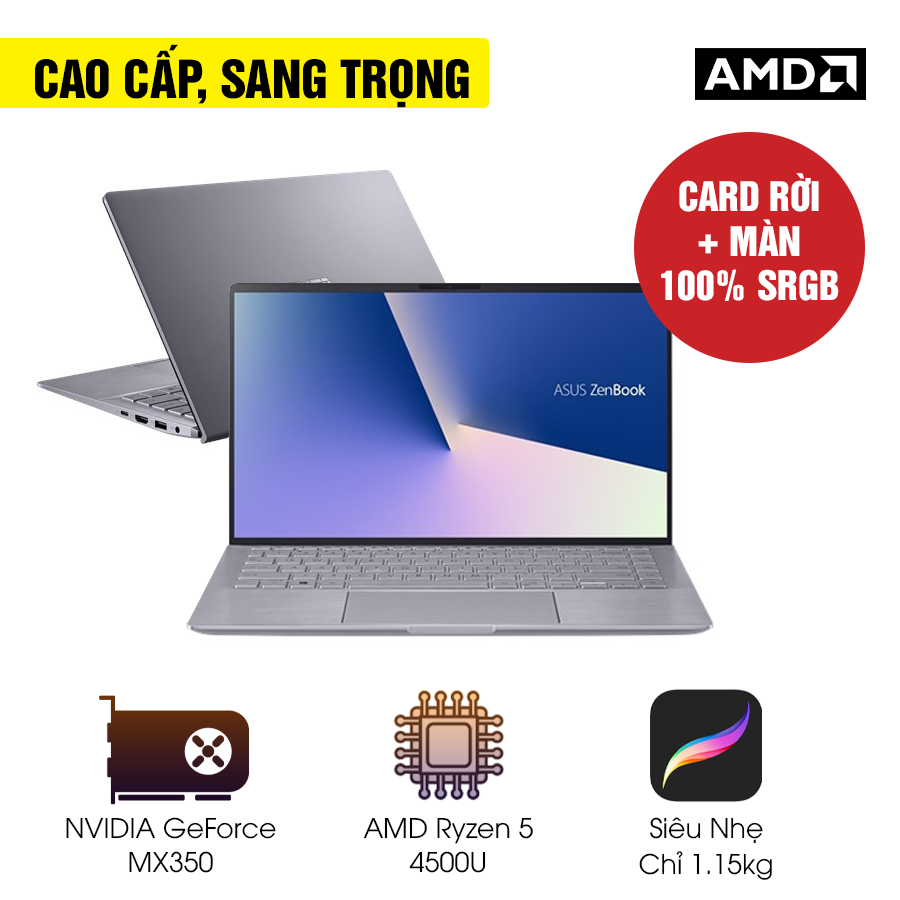 CAO CẤP, SANG TRỌNG
AMD
CARD RỜI
+ MÀN
100% SRGB
ASUS ZenBook
NVIDIA GeForce
MX350
AMD Ryzen 5
4500U
Siêu Nhẹ
Chỉ 1.15kg